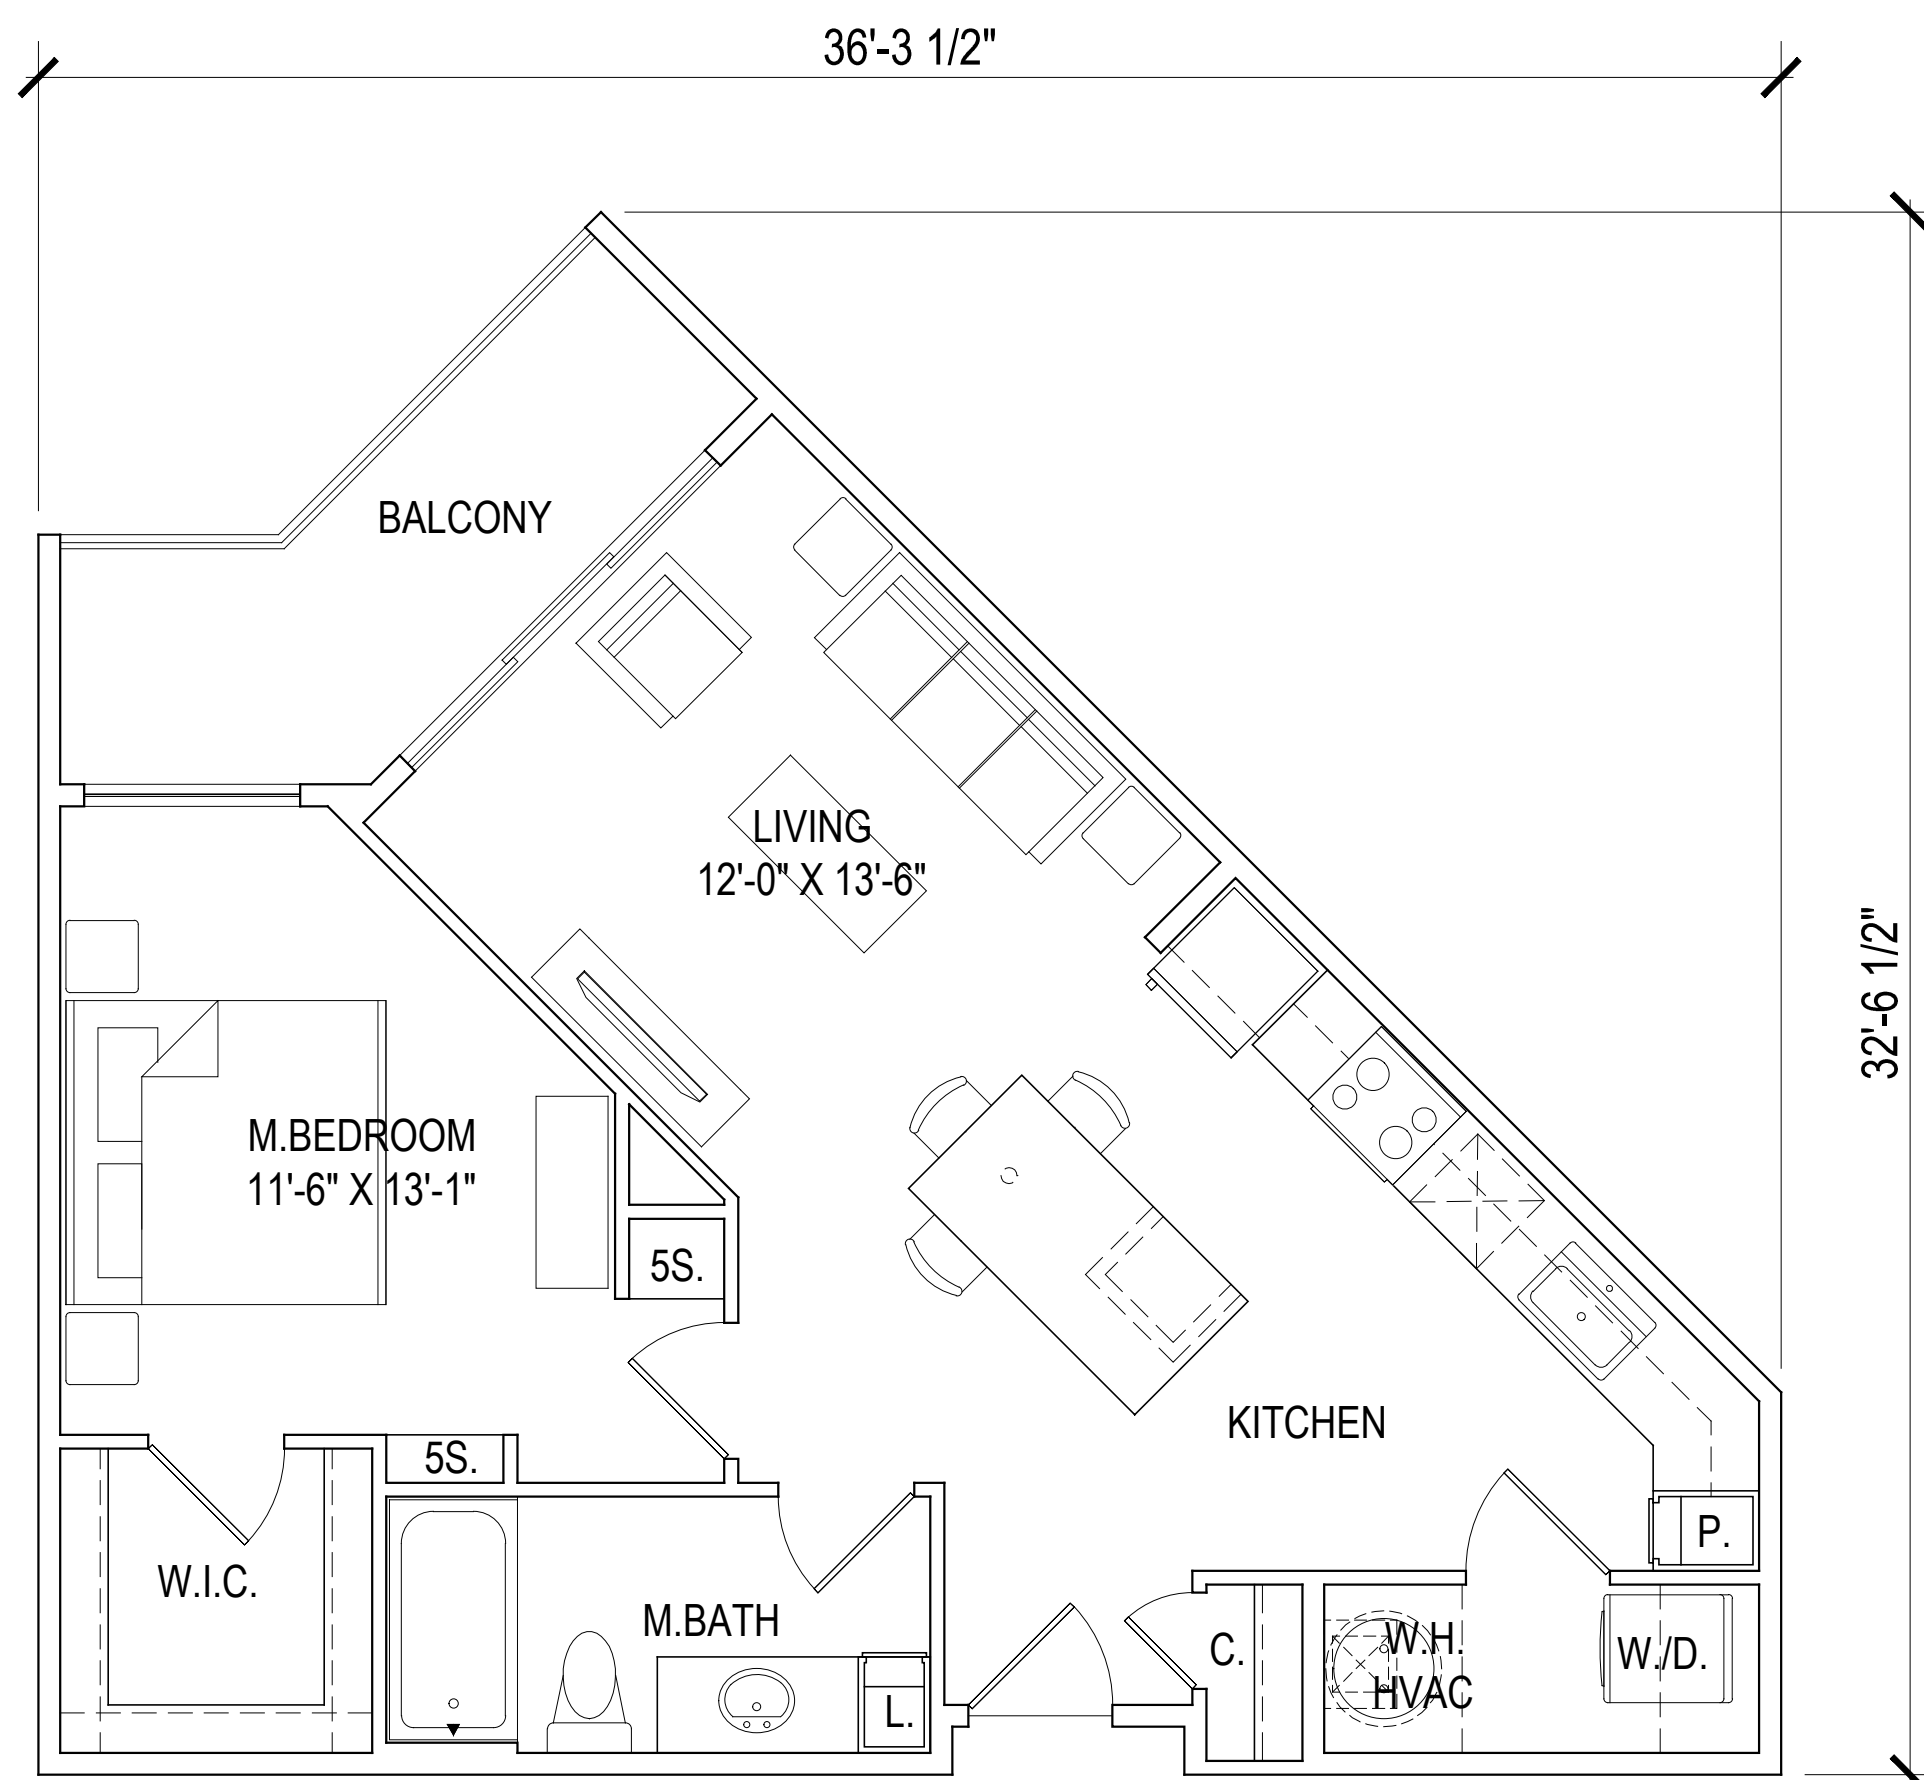 36'-3 1/2"
BALCONY
LIVING
12'-0" X 13'-6"
32'-6 1/2"
M.BEDROOM
11'-6" X 13'-1"
5S.
KITCHEN
5S.
P.
W.I.C.
M.BATH
C.
W.H.
HVAC
W./D.
L.